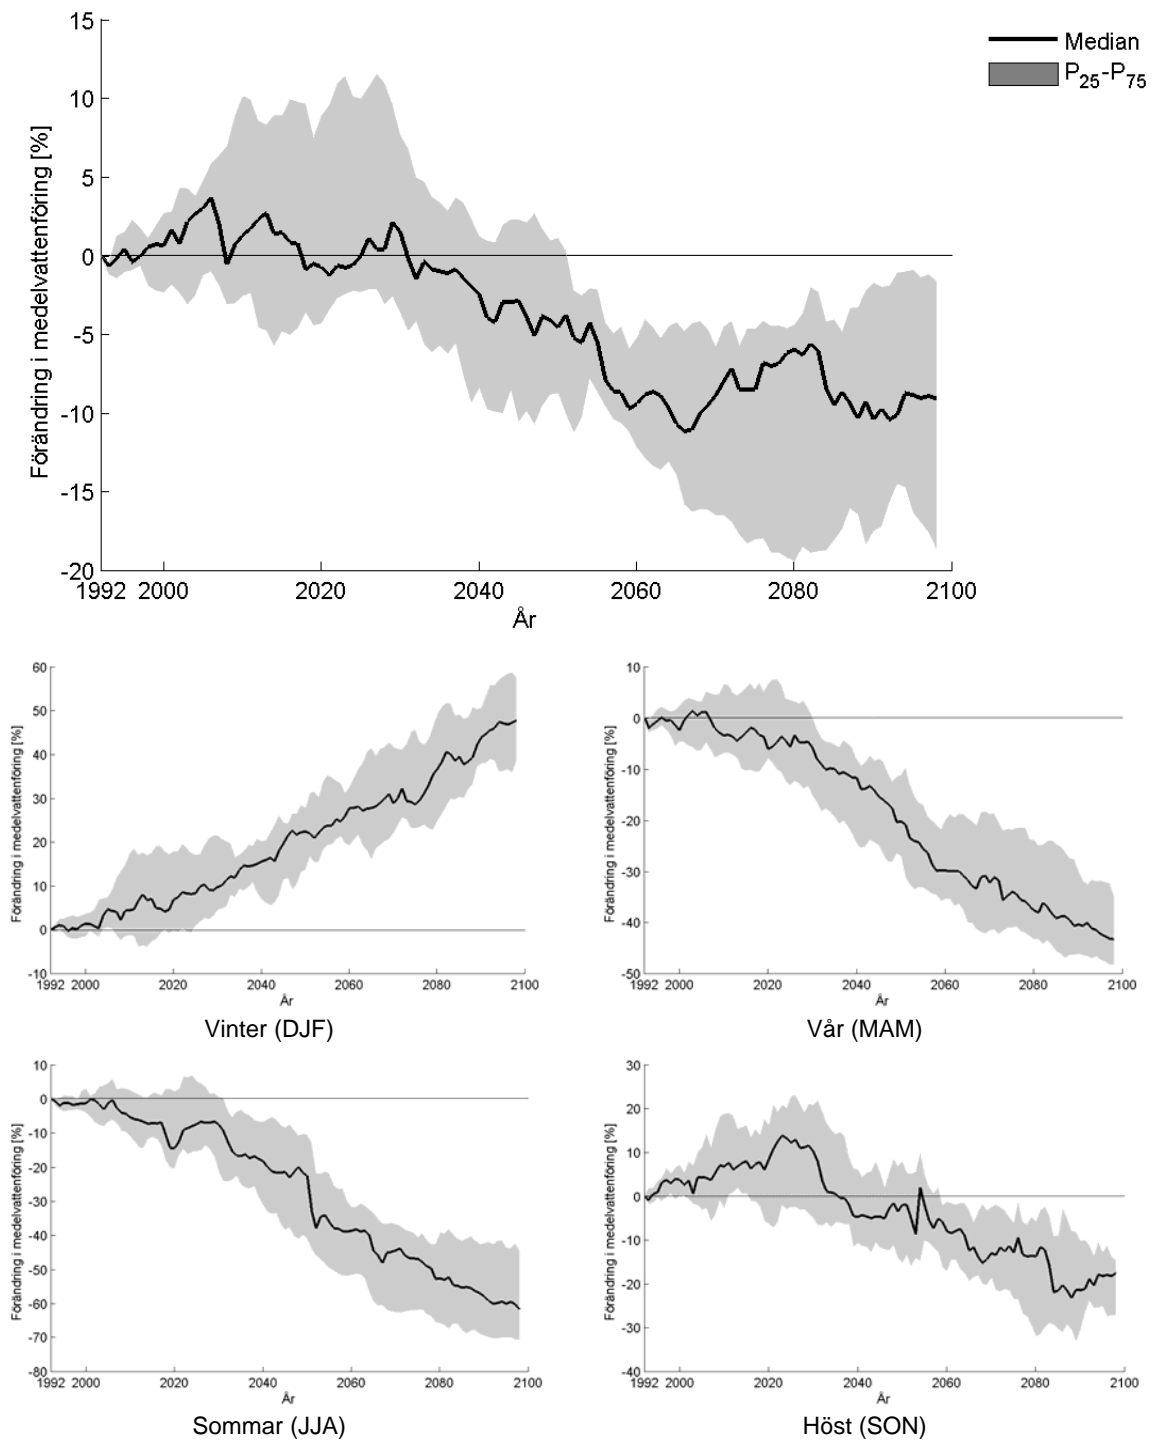 Median
P25-P75
Förändring i medelvattenföring [%]
15
10
5
0
-5
-10
-15
-20
1992 2000 2020 2040 2060 2080 2100
År
Förändring i medelvattenföring [%]
60
50
40
30
20
10
0
-10
1992 2000 2020 2040 2060 2080 2100
År
Vinter (DJF)
Förändring i medelvattenföring [%]
10
0
-10
-20
-30
-40
-50
1992 2000 2020 2040 2060 2080 2100
År
Vår (MAM)
Förändring i medelvattenföring [%]
10
0
-10
-20
-30
-40
-50
-60
-70
-80
1992 2000 2020 2040 2060 2080 2100
År
Sommar (JJA)
Förändring i medelvattenföring [%]
30
20
10
0
-10
-20
-30
-40
1992 2000 2020 2040 2060 2080 2100
År
Höst (SON)